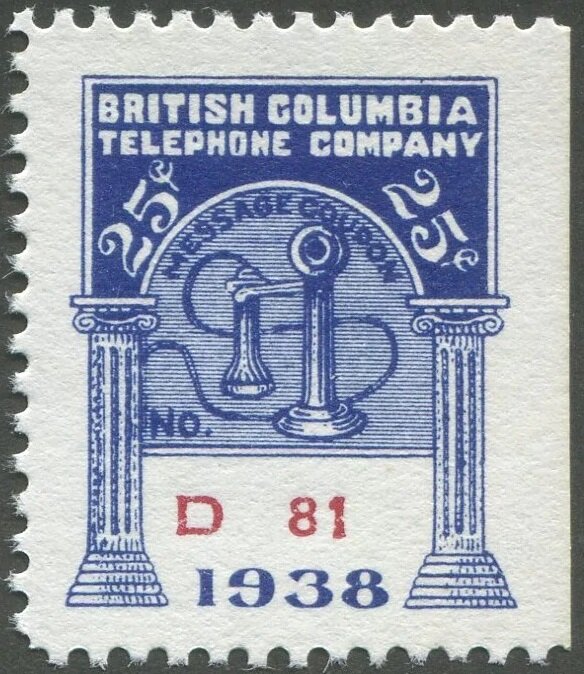 BRITISH COLUMBIA
TELEPHONE COMPANY
25¢ 25¢
MESSAGE COUPON
NO.
D 81
1938